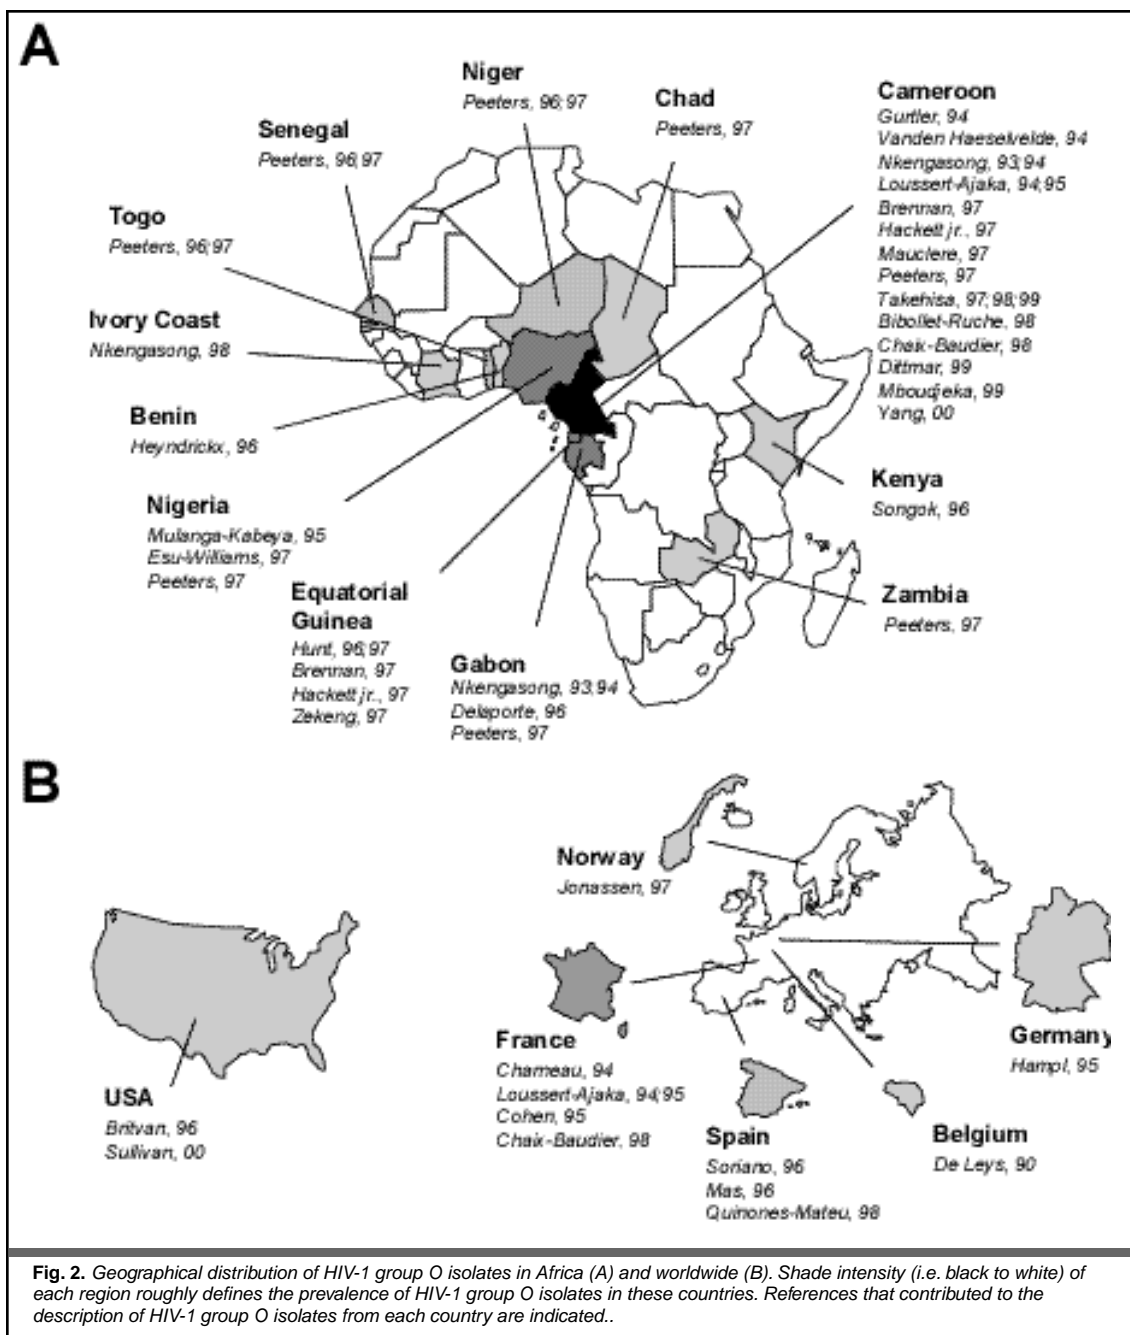 A
Niger
Peeters, 96;97
Chad
Peeters, 97
Cameroon
Gurtler, 94
Vanden Haeselvelde, 94
Nkengasong, 93;94
Loussert-Ajaka, 94;95
Brennan, 97
Hackett jr., 97
Mauclere, 97
Peeters, 97
Takehisa, 97;98;99
Bibollet-Ruche, 98
Chaix-Baudier, 98
Dittmar, 99
Mboudjeka, 99
Yang, 00
Senegal
Peeters, 96;97
Togo
Peeters, 96;97
Ivory Coast
Nkengasong, 98
Benin
Heyndrickx, 96
Nigeria
Mulanga-Kabeya, 95
Esu-Williams, 97
Peeters, 97
Equatorial
Guinea
Hunt, 96;97
Brennan, 97
Hackett jr., 97
Zekeng, 97
Gabon
Nkengasong, 93;94
Delaporte, 96
Peeters, 97
Kenya
Songok, 96
Zambia
Peeters, 97
B
Norway
Jonassen, 97
France
Charneau, 94
Loussert-Ajaka, 94;95
Cohen, 95
Chaix-Baudier, 98
Germany
Hampl, 95
USA
Britvan, 96
Sullivan, 00
Spain
Soriano, 96
Mas, 96
Quinones-Mateu, 98
Belgium
De Leys, 90
Fig. 2. Geographical distribution of HIV-1 group O isolates in Africa (A) and worldwide (B). Shade intensity (i.e. black to white) of
each region roughly defines the prevalence of HIV-1 group O isolates in these countries. References that contributed to the
description of HIV-1 group O isolates from each country are indicated..